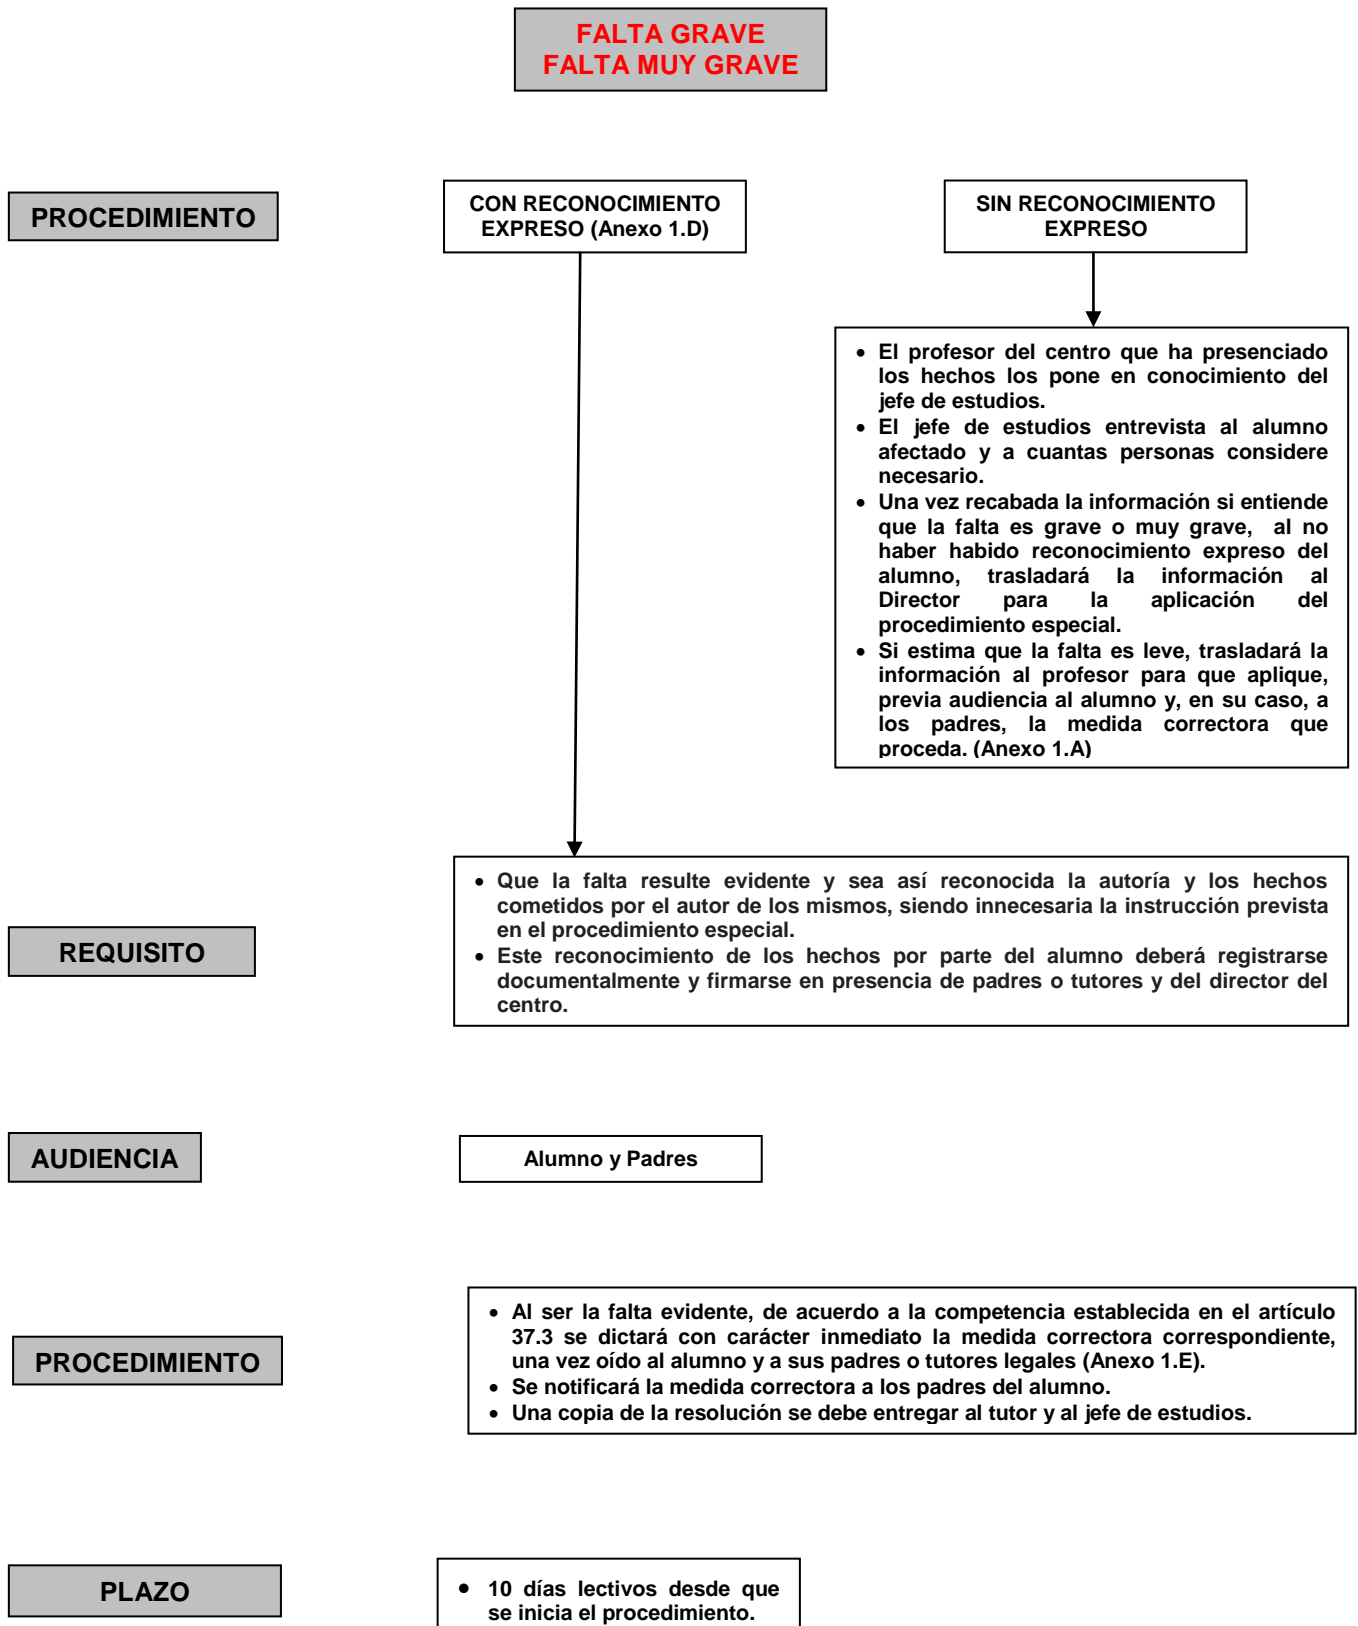 FALTA GRAVE
FALTA MUY GRAVE
PROCEDIMIENTO
CON RECONOCIMIENTO
EXPRESO (Anexo 1.D)
SIN RECONOCIMIENTO
EXPRESO
• El profesor del centro que ha presenciado
los hechos los pone en conocimiento del
jefe de estudios.
• El jefe de estudios entrevista al alumno
afectado y a cuantas personas considere
necesario.
• Una vez recabada la información si entiende
que la falta es grave o muy grave, al no
haber habido reconocimiento expreso del
alumno, trasladará la información al
Director para la aplicación del
procedimiento especial.
• Si estima que la falta es leve, trasladará la
información al profesor para que aplique,
previa audiencia al alumno y, en su caso, a
los padres, la medida correctora que
proceda. (Anexo 1.A)
REQUISITO
• Que la falta resulte evidente y sea así reconocida la autoría y los hechos
cometidos por el autor de los mismos, siendo innecesaria la instrucción prevista
en el procedimiento especial.
• Este reconocimiento de los hechos por parte del alumno deberá registrarse
documentalmente y firmarse en presencia de padres o tutores y del director del
centro.
AUDIENCIA
Alumno y Padres
PROCEDIMIENTO
• Al ser la falta evidente, de acuerdo a la competencia establecida en el artículo
37.3 se dictará con carácter inmediato la medida correctora correspondiente,
una vez oído al alumno y a sus padres o tutores legales (Anexo 1.E).
• Se notificará la medida correctora a los padres del alumno.
• Una copia de la resolución se debe entregar al tutor y al jefe de estudios.
PLAZO
• 10 días lectivos desde que
se inicia el procedimiento.